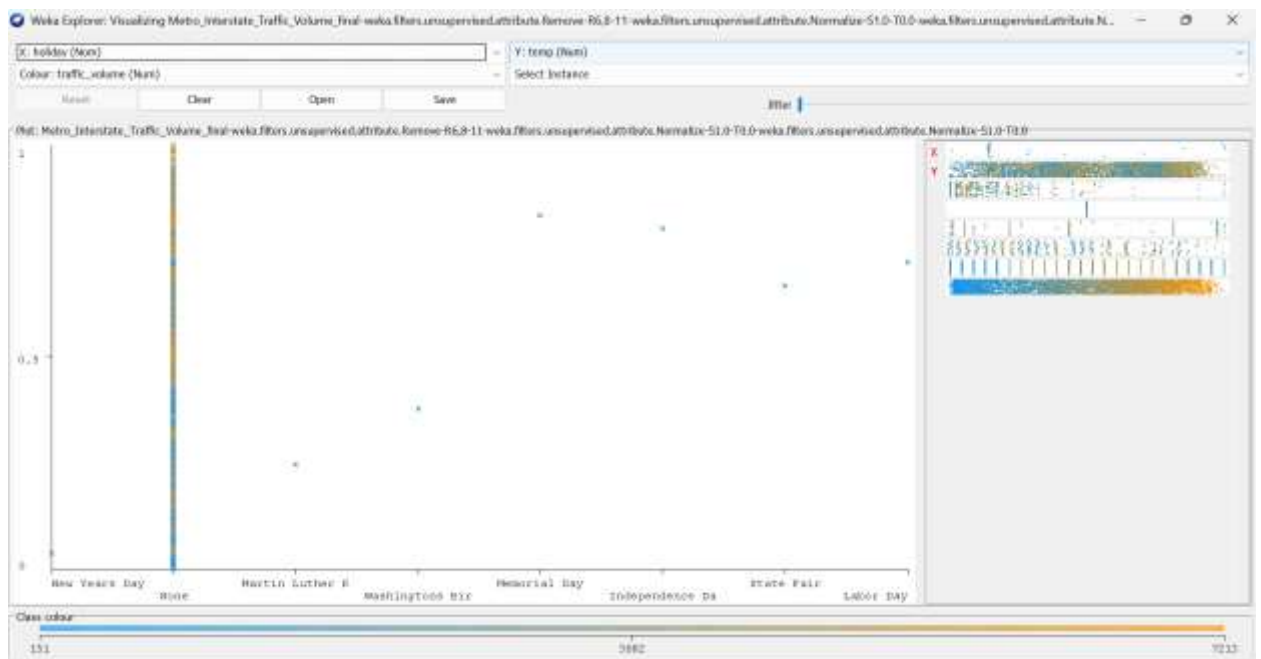 Weka Explorer: Visualizing Metro_Interstate_Traffic_Volume_final-weka.filters.unsupervised.attribute.Remove-R6,8-11-weka.filters.unsupervised.attribute.Normalize-S1.0-T0.0-weka.filters.unsupervised.attribute.N...
X: holiday (Nom)
Y: temp (Num)
Colour: traffic_volume (Num)
Select Instance
Reset
Clear
Open
Save
Jitter
Plot: Metro_Interstate_Traffic_Volume_final-weka.filters.unsupervised.attribute.Remove-R6,8-11-weka.filters.unsupervised.attribute.Normalize-S1.0-T0.0-weka.filters.unsupervised.attribute.Normalize-S1.0-T0.0
1
X
Y
0.5
0
New Years Day
None
Martin Luther K
Washingtons Bir
Memorial Day
Independence Da
State Fair
Labor Day
Class colour
151
3682
7213